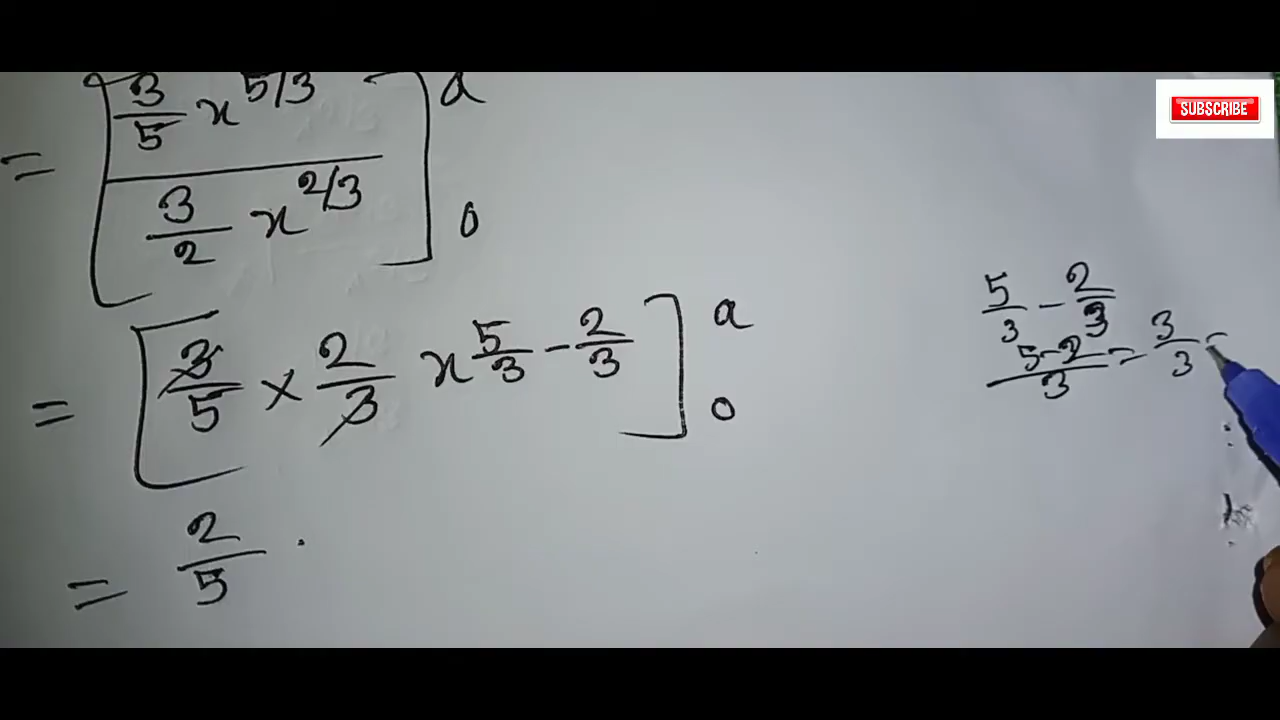 = [ 3/5 x^5/3 / 3/2 x^2/3 ] a 0
SUBSCRIBE
= [ 3/5 × 2/3 x^5/3 - 2/3 ] a 0
5/3 - 2/3
5-2/3 = 3/3 =
= 2/5 .